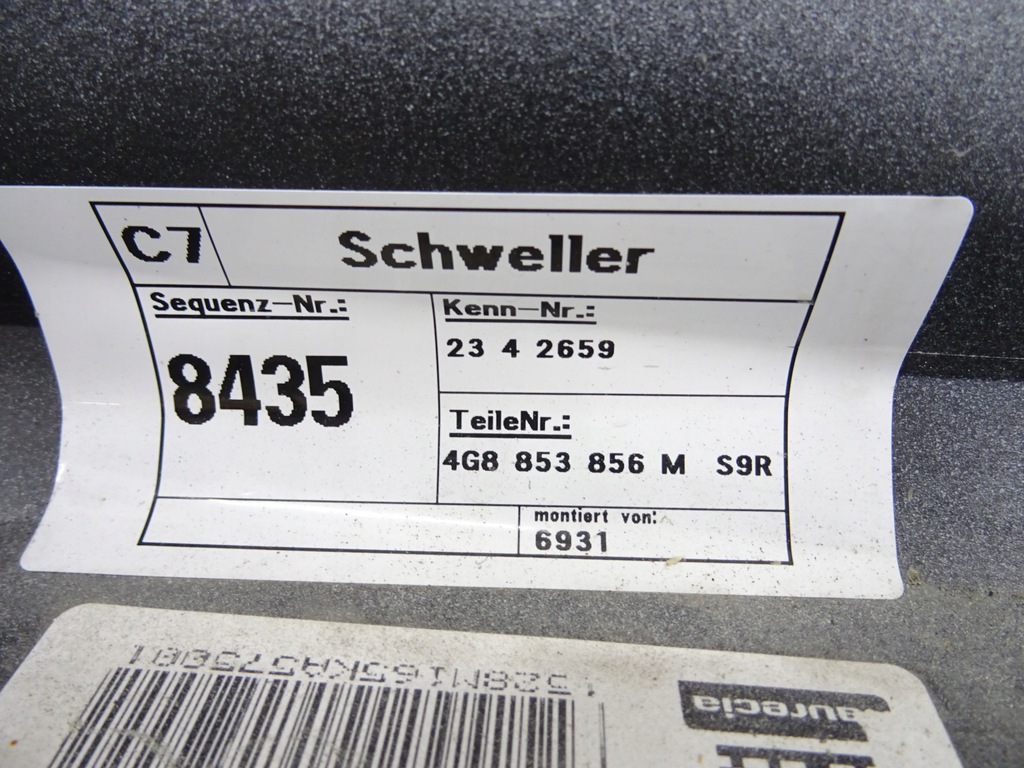 C7 Schweller
Sequenz-Nr.:
8435
Kenn-Nr.:
23 4 2659
TeileNr.:
4G8 853 856 M S9R
montiert von:
6931